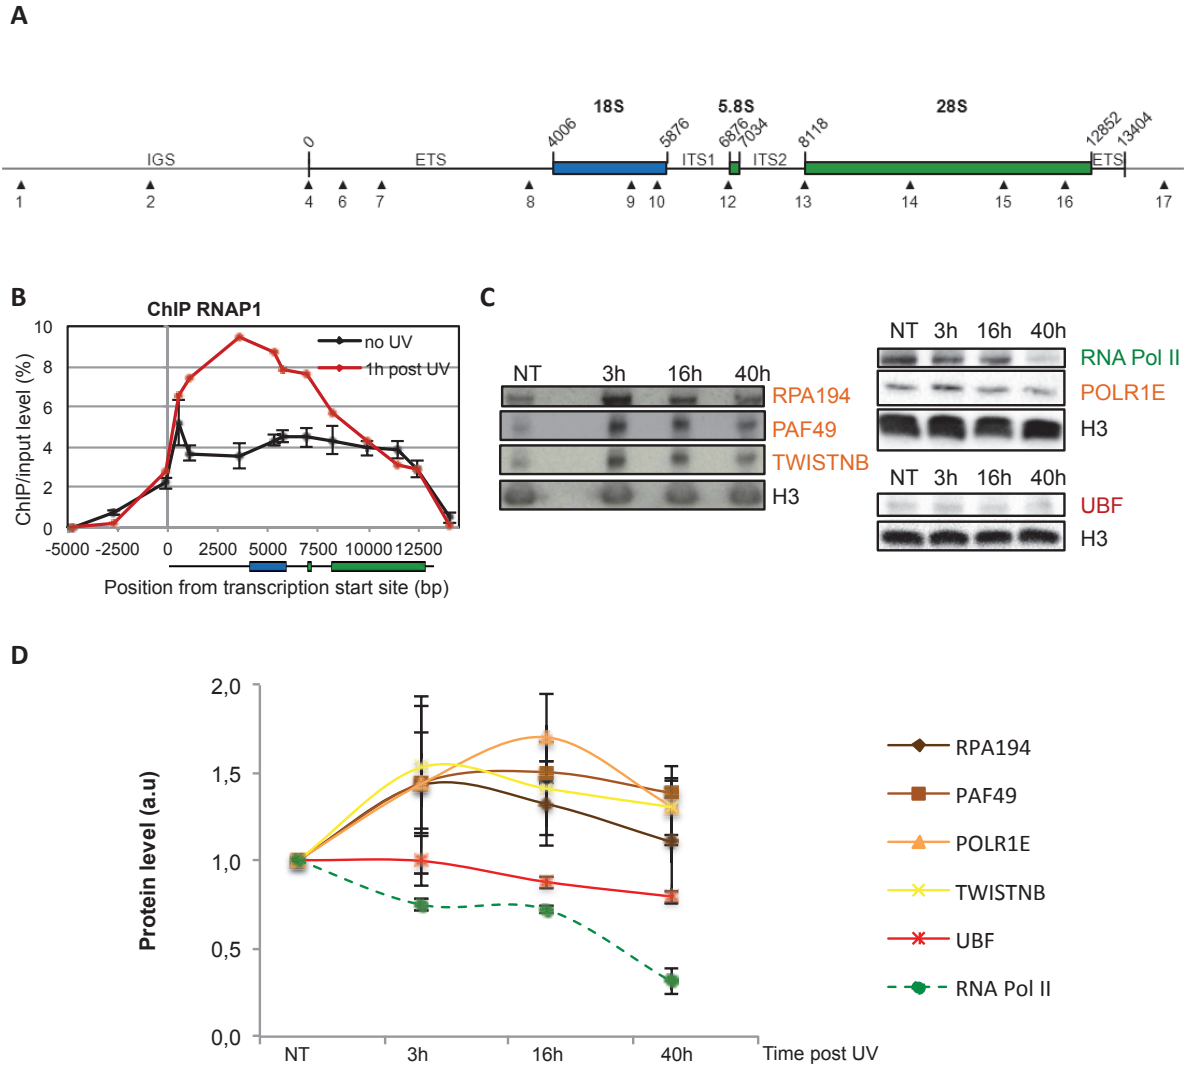 A
18S 5.8S 28S
0 4006 5876 6876 7034 8118 12852 13404
IGS ETS ITS1 ITS2 ETS
1 2 4 6 7 8 9 10 12 13 14 15 16 17
B
ChIP RNAP1
no UV
1h post UV
ChIP/input level (%)
10
8
6
4
2
0
-5000 -2500 0 2500 5000 7500 10000 12500
Position from transcription start site (bp)
C
NT 3h 16h 40h
RPA194
PAF49
TWISTNB
H3
NT 3h 16h 40h
RNA Pol II
POLR1E
H3
NT 3h 16h 40h
UBF
H3
D
Protein level (a.u)
2,0
1,5
1,0
0,5
0,0
NT 3h 16h 40h Time post UV
RPA194
PAF49
POLR1E
TWISTNB
UBF
RNA Pol II